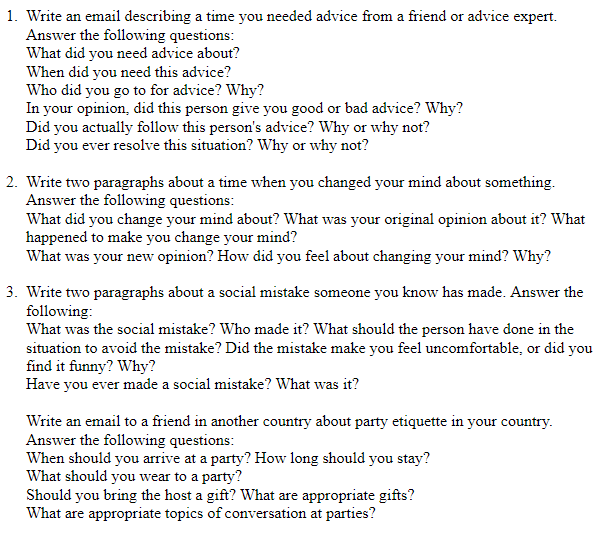 1. Write an email describing a time you needed advice from a friend or advice expert.
Answer the following questions:
What did you need advice about?
When did you need this advice?
Who did you go to for advice? Why?
In your opinion, did this person give you good or bad advice? Why?
Did you actually follow this person's advice? Why or why not?
Did you ever resolve this situation? Why or why not?
2. Write two paragraphs about a time when you changed your mind about something.
Answer the following questions:
What did you change your mind about? What was your original opinion about it? What
happened to make you change your mind?
What was your new opinion? How did you feel about changing your mind? Why?
3. Write two paragraphs about a social mistake someone you know has made. Answer the
following:
What was the social mistake? Who made it? What should the person have done in the
situation to avoid the mistake? Did the mistake make you feel uncomfortable, or did you
find it funny? Why?
Have you ever made a social mistake? What was it?
Write an email to a friend in another country about party etiquette in your country.
Answer the following questions:
When should you arrive at a party? How long should you stay?
What should you wear to a party?
Should you bring the host a gift? What are appropriate gifts?
What are appropriate topics of conversation at parties?